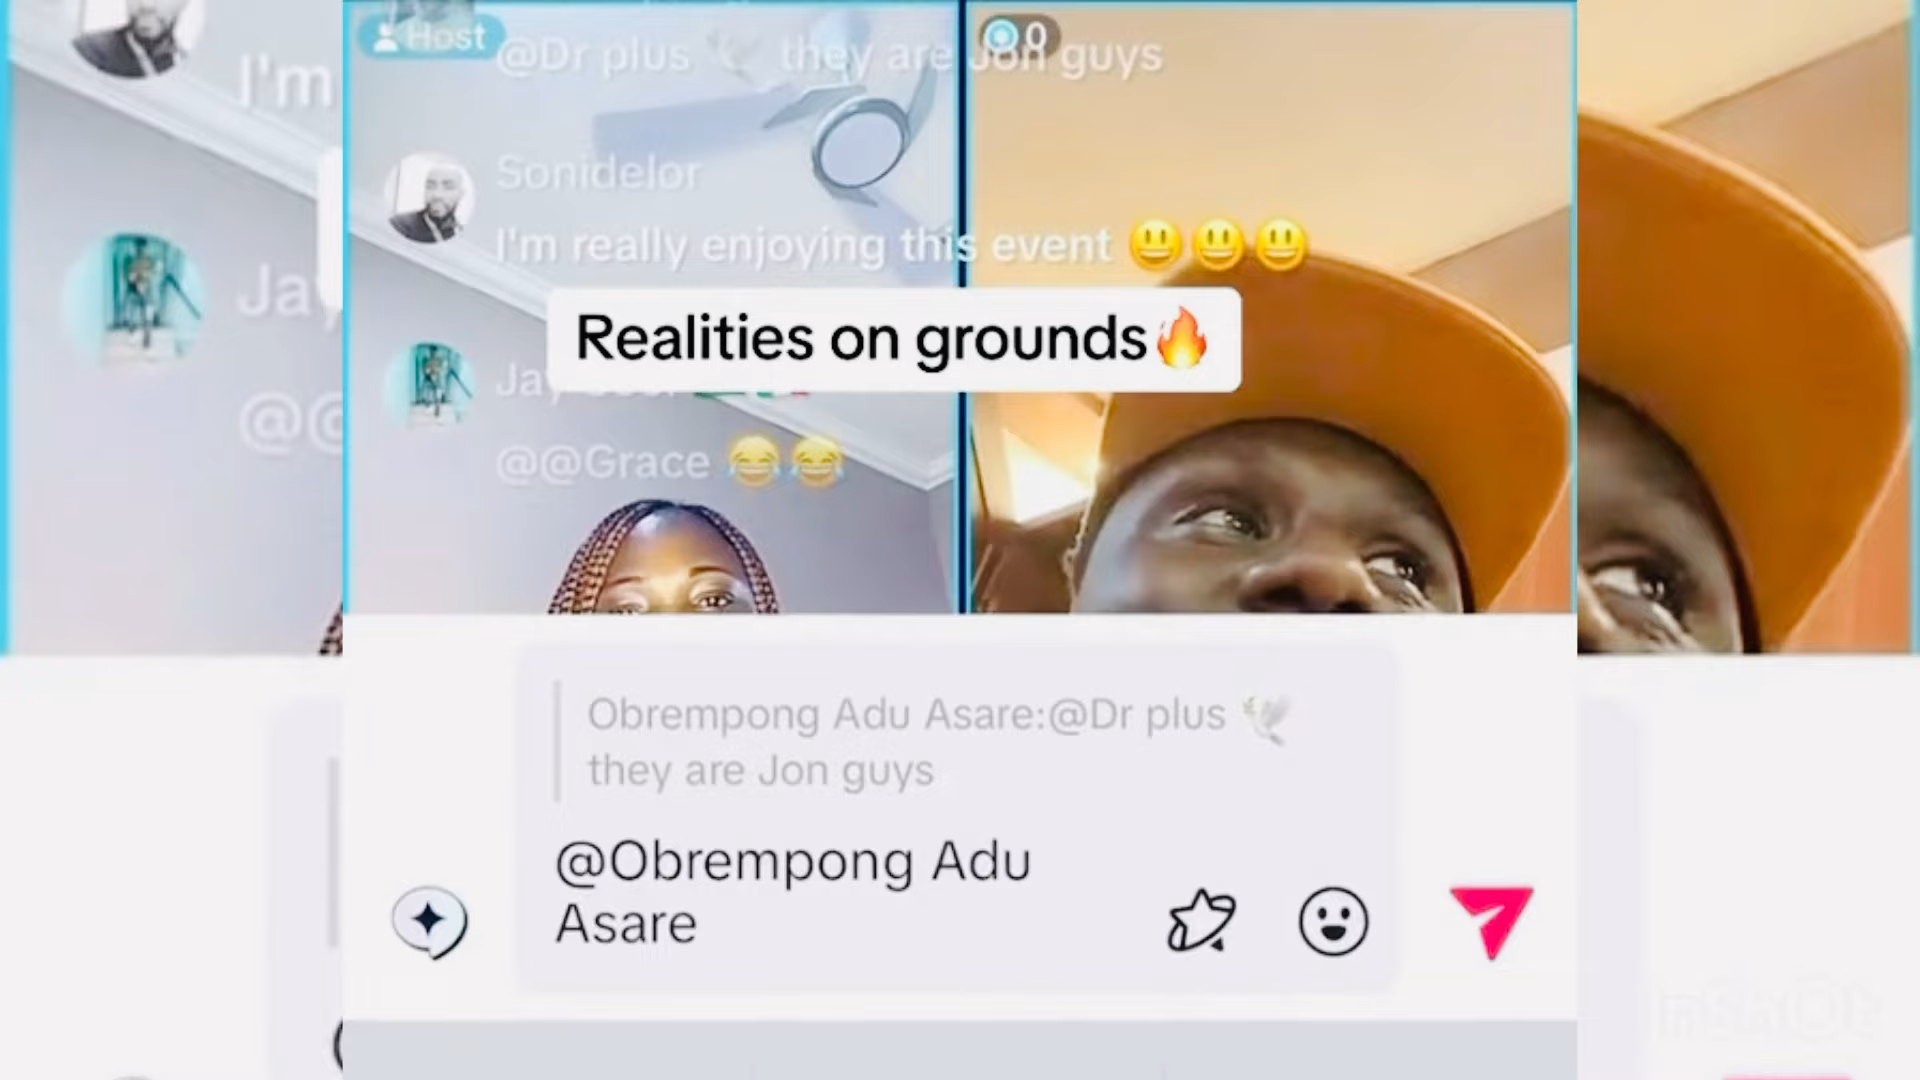 Host
0
@Dr plus 🕊 they are Jon guys
Sonidelor
I'm really enjoying this event 😃😃😃
Realities on grounds🔥
@@Grace 😂😂
Obrempong Adu Asare:@Dr plus 🕊
they are Jon guys
@Obrempong Adu
Asare